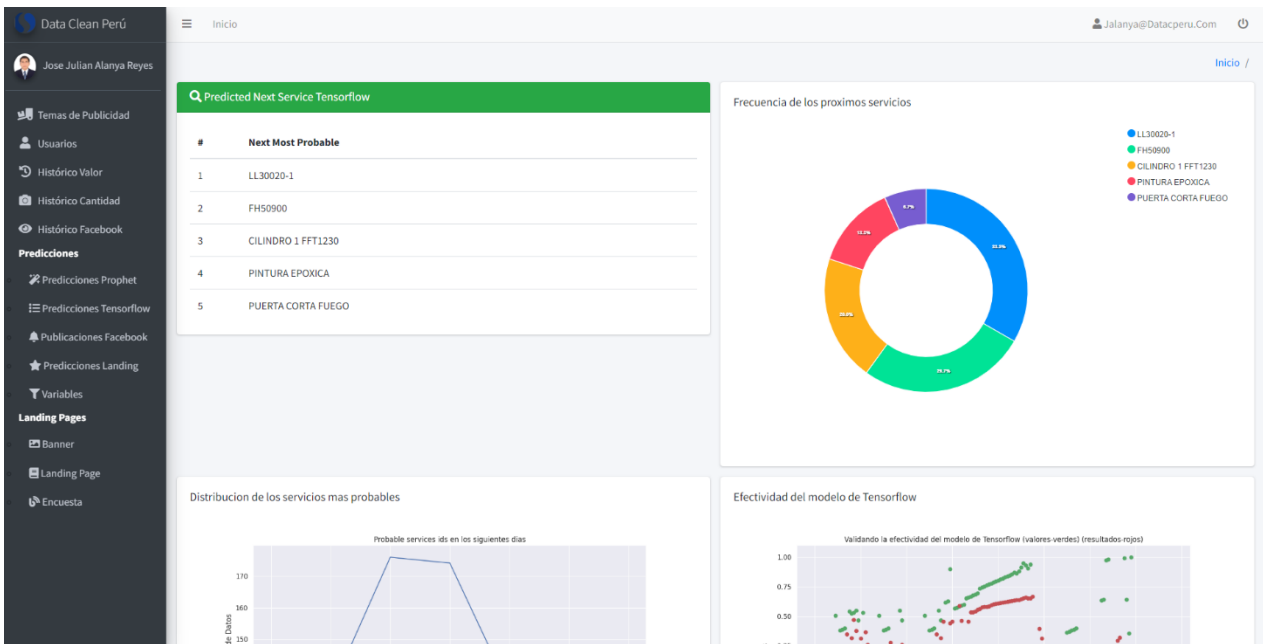 Data Clean Perú
Inicio
Jalanya@Datacperu.Com
Jose Julian Alanya Reyes
Inicio /
Temas de Publicidad
Usuarios
Histórico Valor
Histórico Cantidad
Histórico Facebook
Predicciones
Predicciones Prophet
Predicciones Tensorflow
Publicaciones Facebook
Predicciones Landing
Variables
Landing Pages
Banner
Landing Page
Encuesta
Predicted Next Service Tensorflow
# Next Most Probable
1 LL30020-1
2 FH50900
3 CILINDRO 1 FFT1230
4 PINTURA EPOXICA
5 PUERTA CORTA FUEGO
Frecuencia de los proximos servicios
LL30020-1
FH50900
CILINDRO 1 FFT1230
PINTURA EPOXICA
PUERTA CORTA FUEGO
Distribucion de los servicios mas probables
Probable services ids en los siguientes dias
170
160
150
de Datos
Efectividad del modelo de Tensorflow
Validando la efectividad del modelo de Tensorflow (valores-verdes) (resultados-rojos)
1.00
0.75
0.50